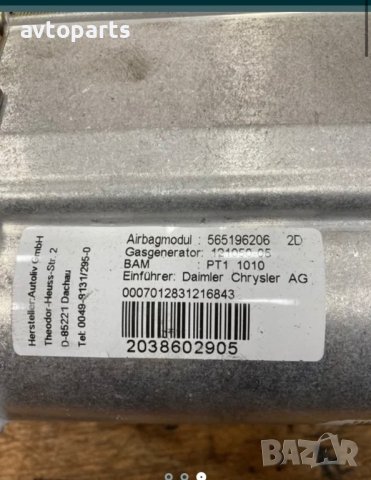 avtoparts
Airbagmodul : 565196206 2D
Gasgenerator:
BAM : PT1 1010
Einführer: Daimler Chrysler AG
0007012831216843
2038602905
Hersteller:Autoliv GmbH
Theodor-Heuss-Str. 2
D-85221 Dachau
Tel: 0049-8131/295-0
BAZAR